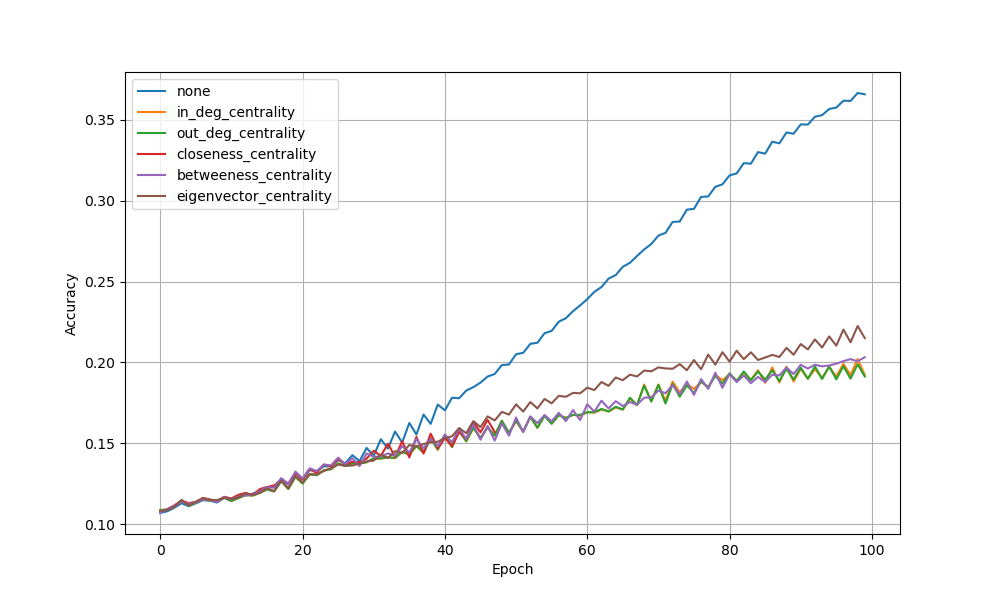 none
in_deg_centrality
out_deg_centrality
closeness_centrality
betweeness_centrality
eigenvector_centrality
0.35
0.30
0.25
0.20
0.15
0.10
Accuracy
0 20 40 60 80 100
Epoch